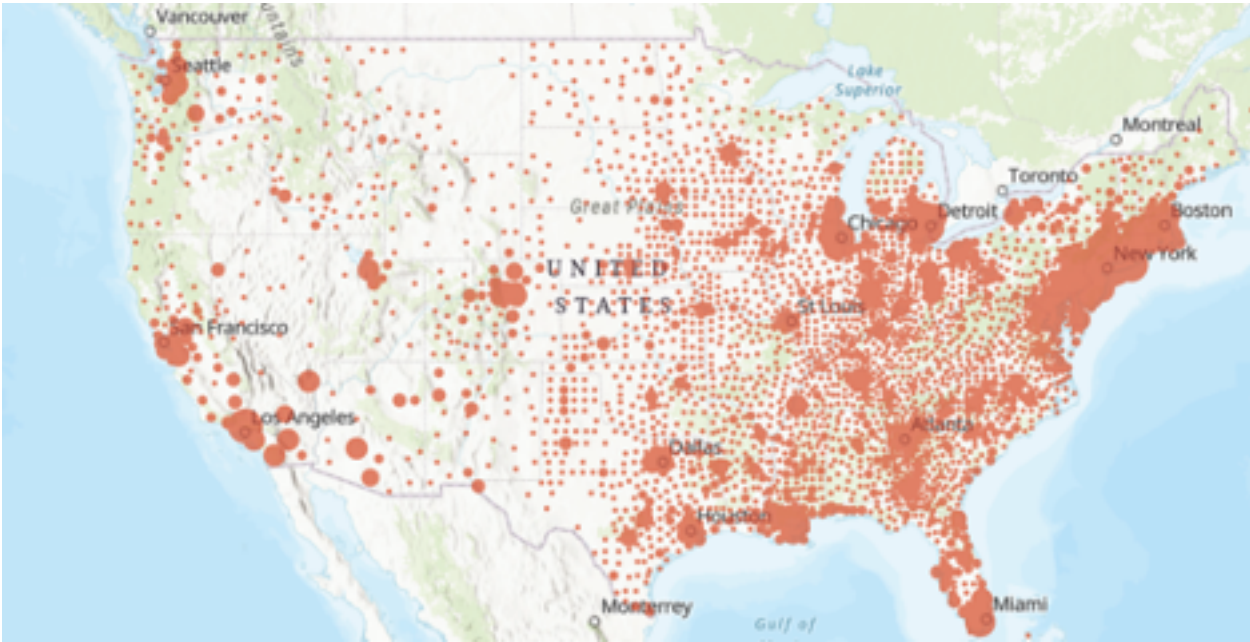 Vancouver
untains
Seattle
Lake
Superior
Montreal
Toronto
Great Plains
Chicago
Detroit
Boston
New York
UNITED
STATES
St Louis
San Francisco
Los Angeles
Atlanta
Dallas
Houston
Monterrey
Miami
Gulf of